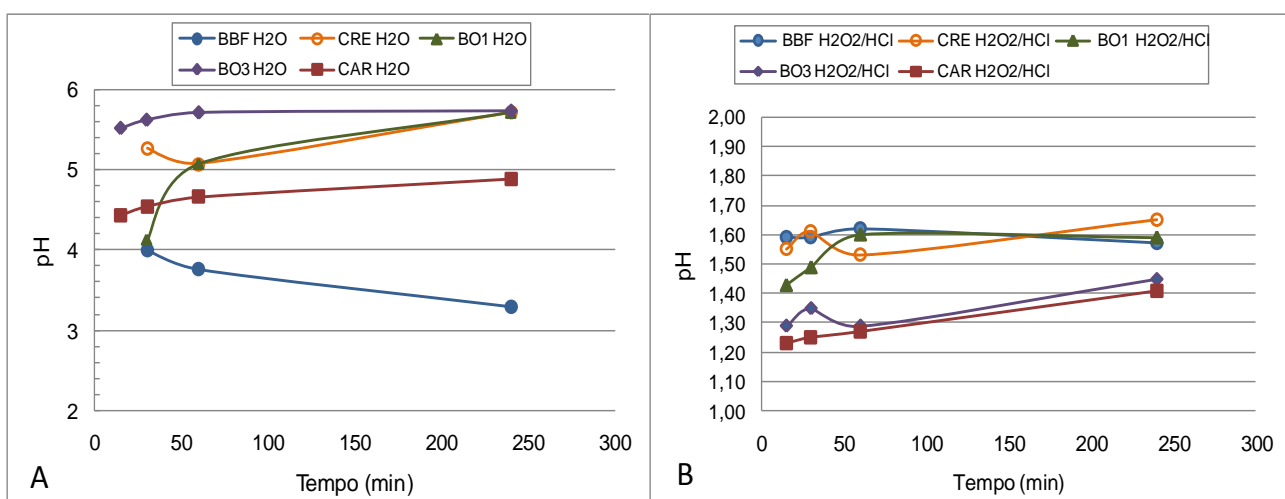 BBF H2O CRE H2O BO1 H2O
BO3 H2O CAR H2O
6
5
4
3
2
pH
0 50 100 150 200 250 300
Tempo (min)
A
BBF H2O2/HCl CRE H2O2/HCl BO1 H2O2/HCl
BO3 H2O2/HCl CAR H2O2/HCl
2,00
1,90
1,80
1,70
1,60
1,50
1,40
1,30
1,20
1,10
1,00
pH
0 50 100 150 200 250 300
Tempo (min)
B